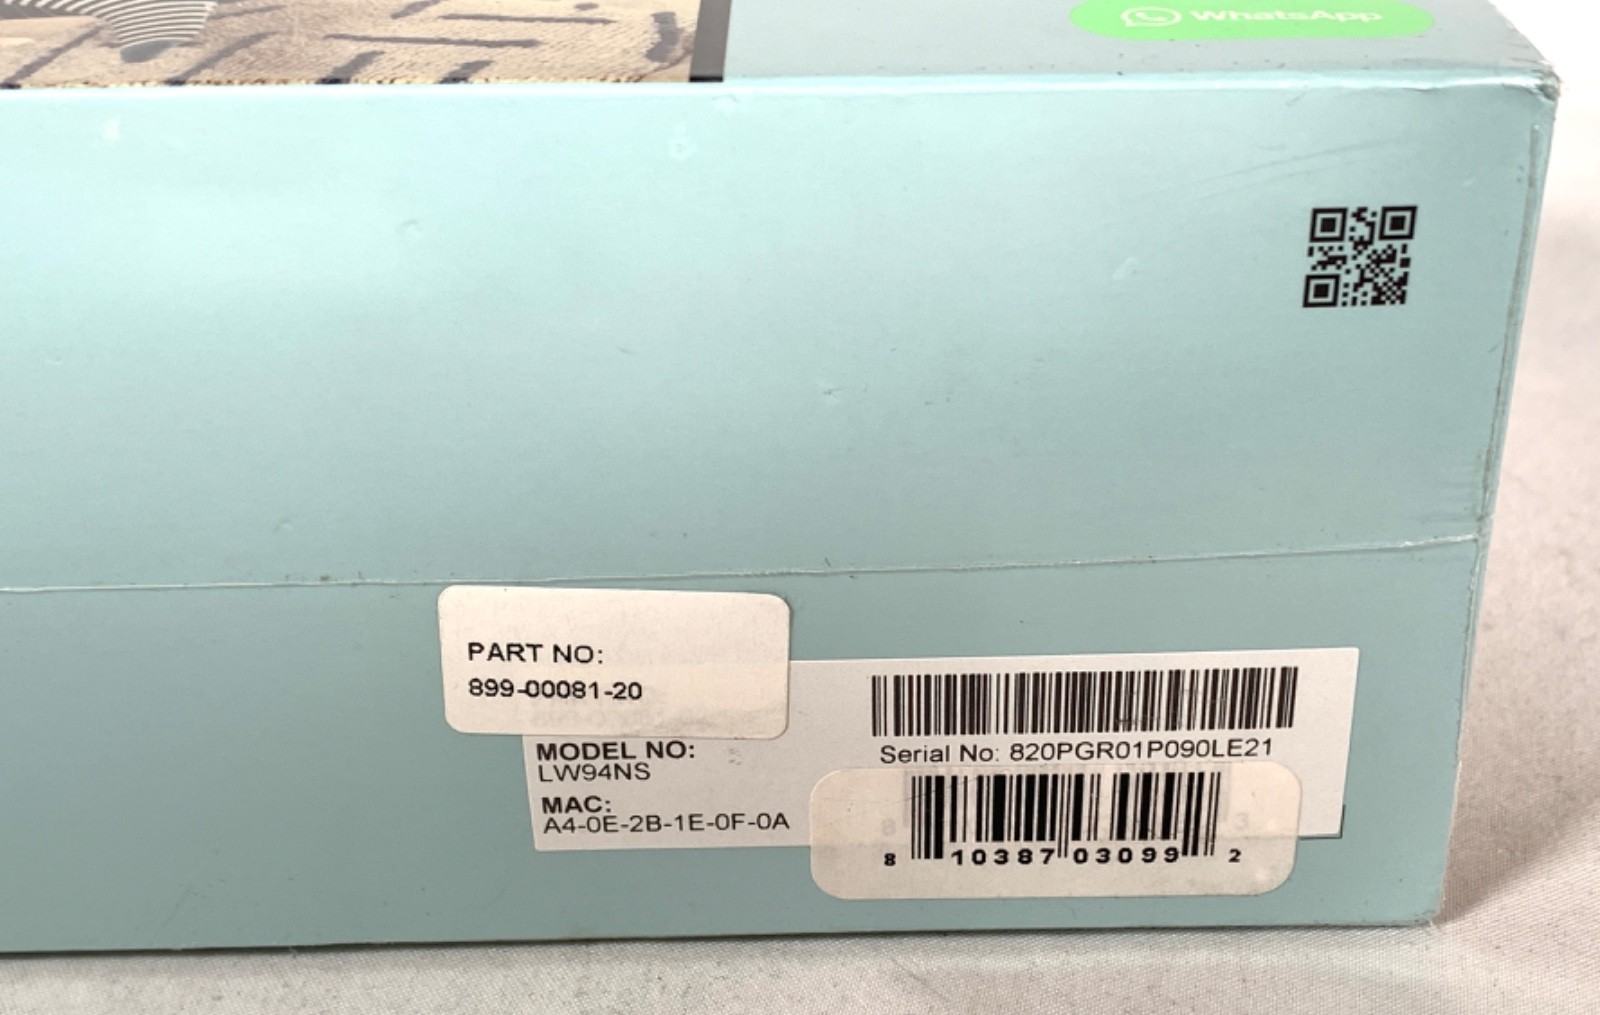 WhatsApp
PART NO:
899-00081-20
MODEL NO:
LW94NS
MAC:
A4-0E-2B-1E-0F-0A
Serial No: 820PGR01P090LE21
8 10387 03099 2